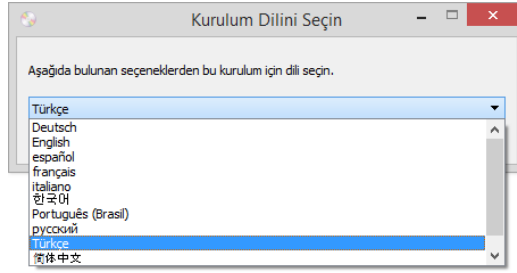 Kurulum Dilini Seçin
Aşağıda bulunan seçeneklerden bu kurulum için dili seçin.
Türkçe
Deutsch
English
español
français
italiano
한국어
Português (Brasil)
русский
Türkçe
简体中文